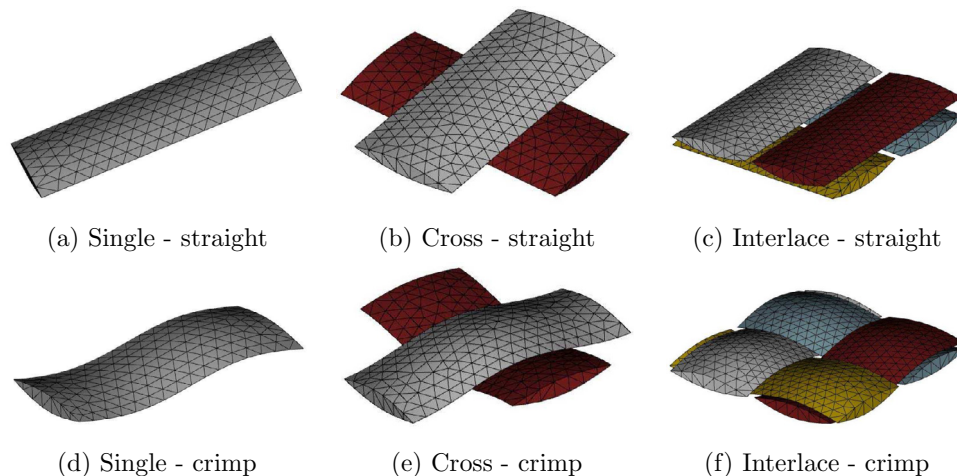 (a) Single - straight
(b) Cross - straight
(c) Interlace - straight
(d) Single - crimp
(e) Cross - crimp
(f) Interlace - crimp